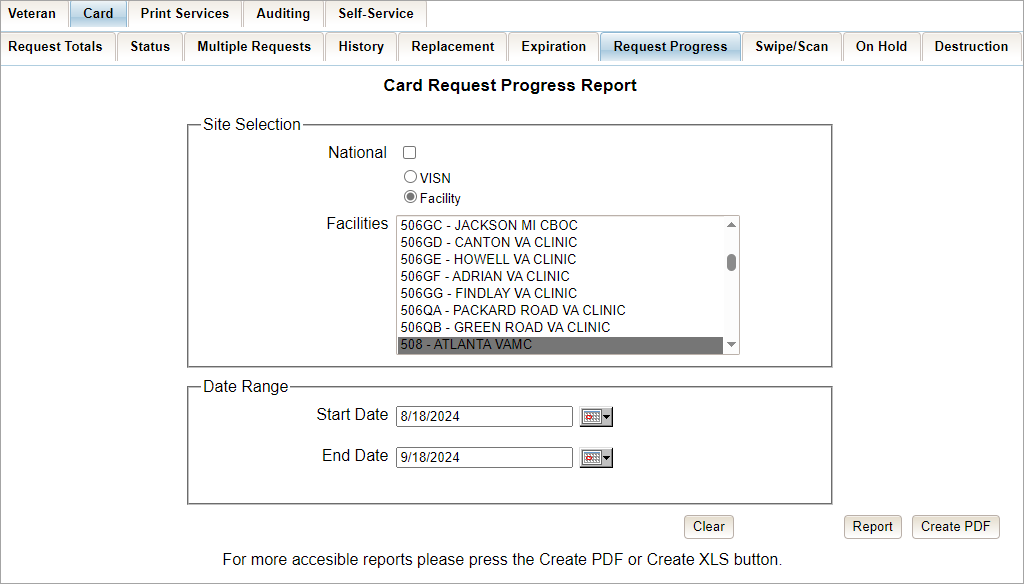 Veteran Card Print Services Auditing Self-Service
Request Totals Status Multiple Requests History Replacement Expiration Request Progress Swipe/Scan On Hold Destruction
Card Request Progress Report
Site Selection
National
VISN
Facility
Facilities
506GC - JACKSON MI CBOC
506GD - CANTON VA CLINIC
506GE - HOWELL VA CLINIC
506GF - ADRIAN VA CLINIC
506GG - FINDLAY VA CLINIC
506QA - PACKARD ROAD VA CLINIC
506QB - GREEN ROAD VA CLINIC
508 - ATLANTA VAMC
Date Range
Start Date 8/18/2024
End Date 9/18/2024
Clear Report Create PDF
For more accesible reports please press the Create PDF or Create XLS button.